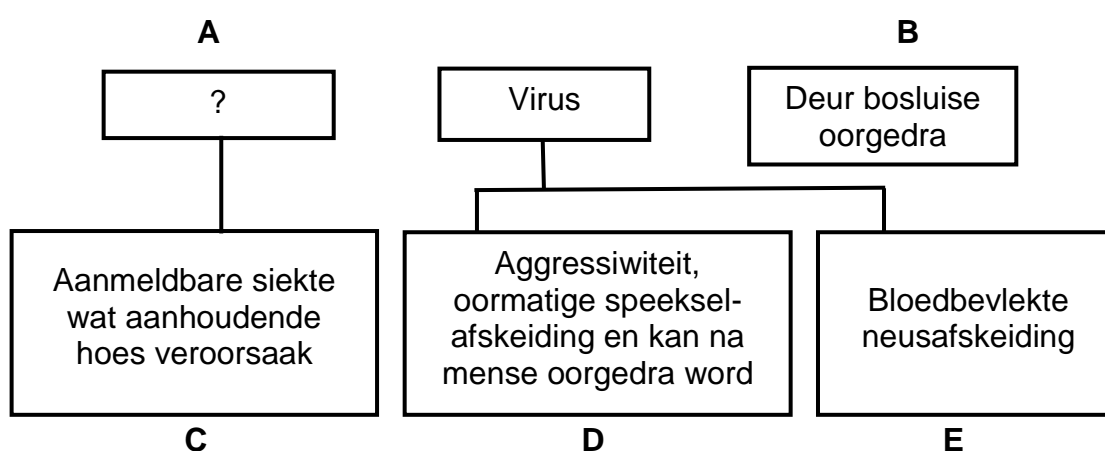 A
B
?
Virus
Deur bosluise
oorgedra
Aanmeldbare siekte
wat aanhoudende
hoes veroorsaak
Aggressiwiteit,
oormatige speeksel-
afskeiding en kan na
mense oorgedra word
Bloedbevlekte
neusafskeiding
C
D
E